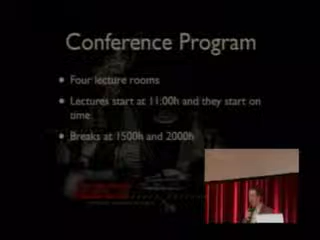 Conference Program
• Four lecture rooms
• Lectures start at 11:00h and they start on
time
• Breaks at 1500h and 2000h